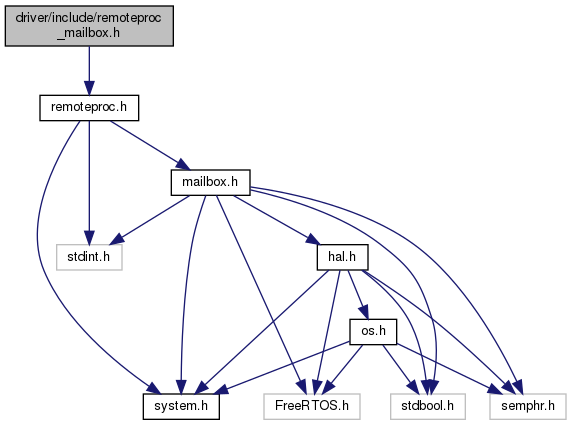 driver/include/remoteproc
_mailbox.h
remoteproc.h
mailbox.h
stdint.h
hal.h
os.h
system.h
FreeRTOS.h
stdbool.h
semphr.h